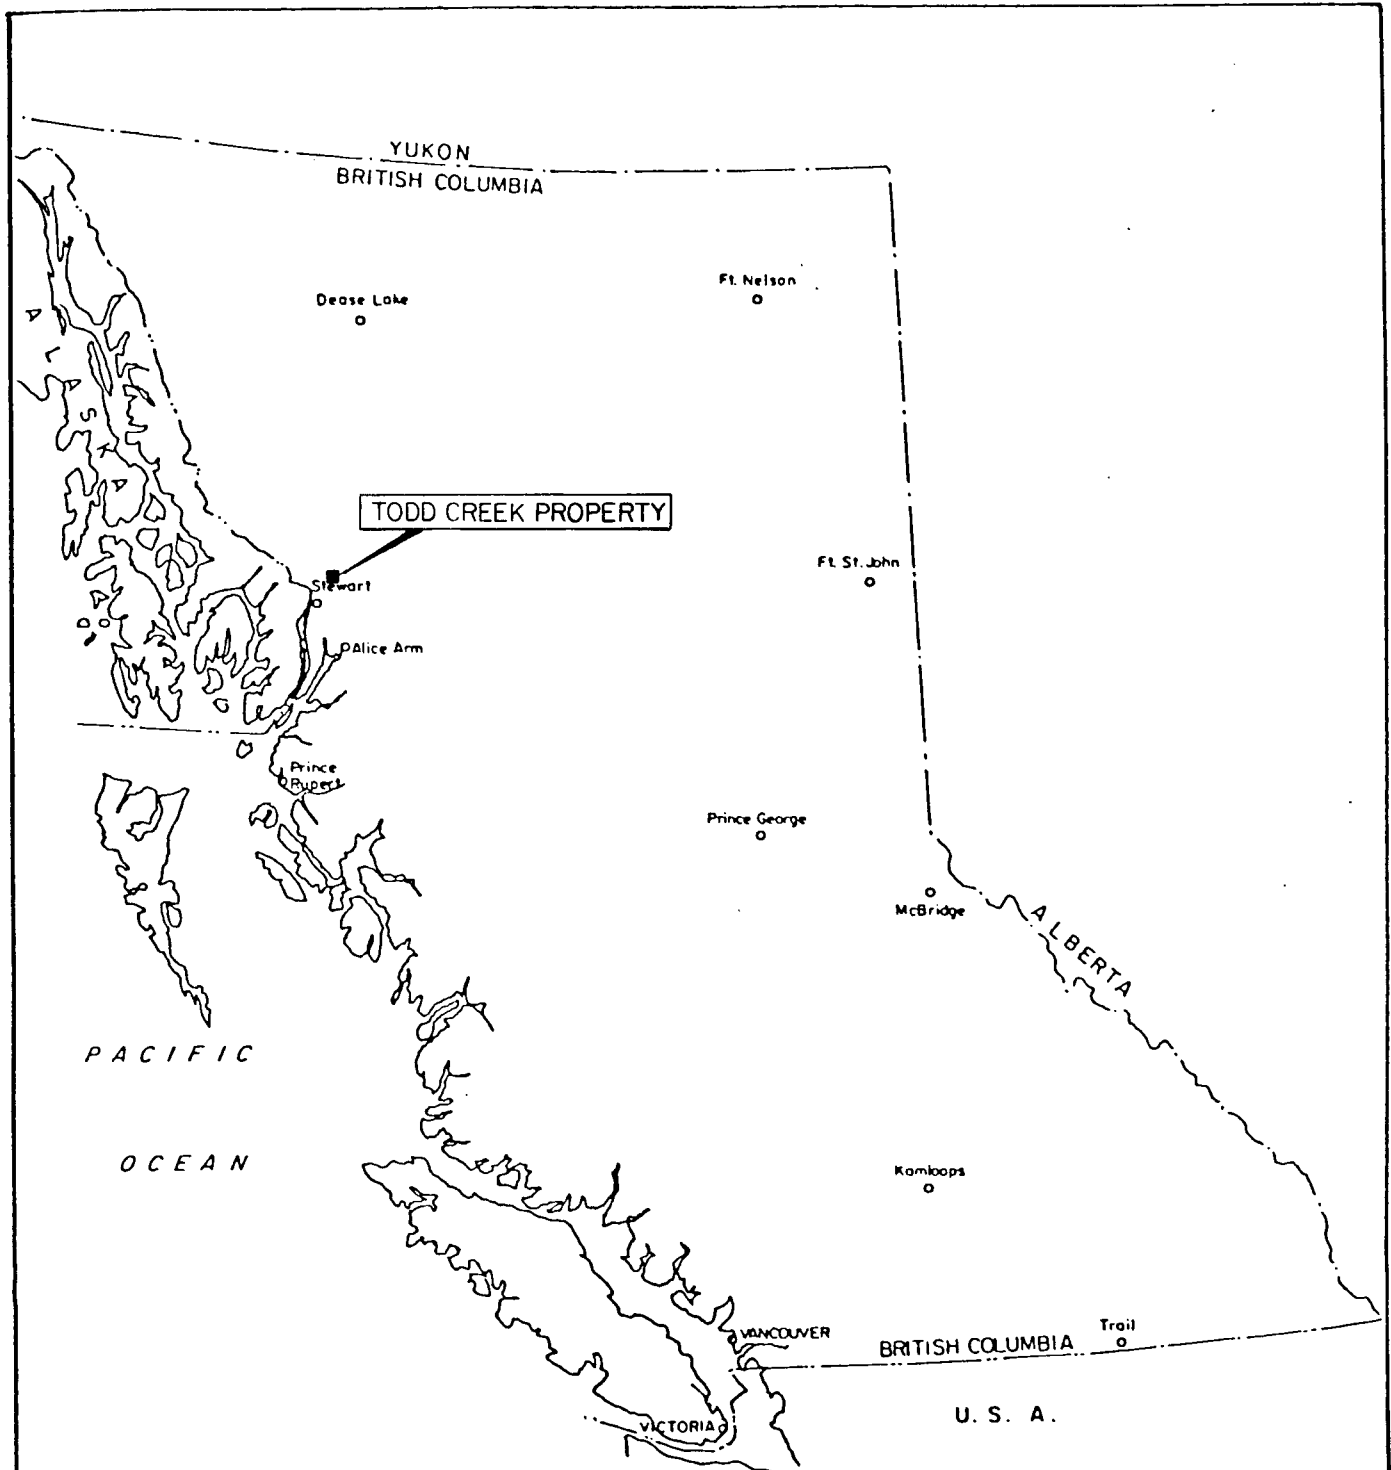 YUKON
BRITISH COLUMBIA
Ft. Nelson
Dease Lake
ALASKA
TODD CREEK PROPERTY
Ft. St. John
Stewart
Alice Arm
Prince
Rupert
Prince George
McBridge
ALBERTA
PACIFIC
OCEAN
Kamloops
VANCOUVER
Trail
BRITISH COLUMBIA
U. S. A.
VICTORIA